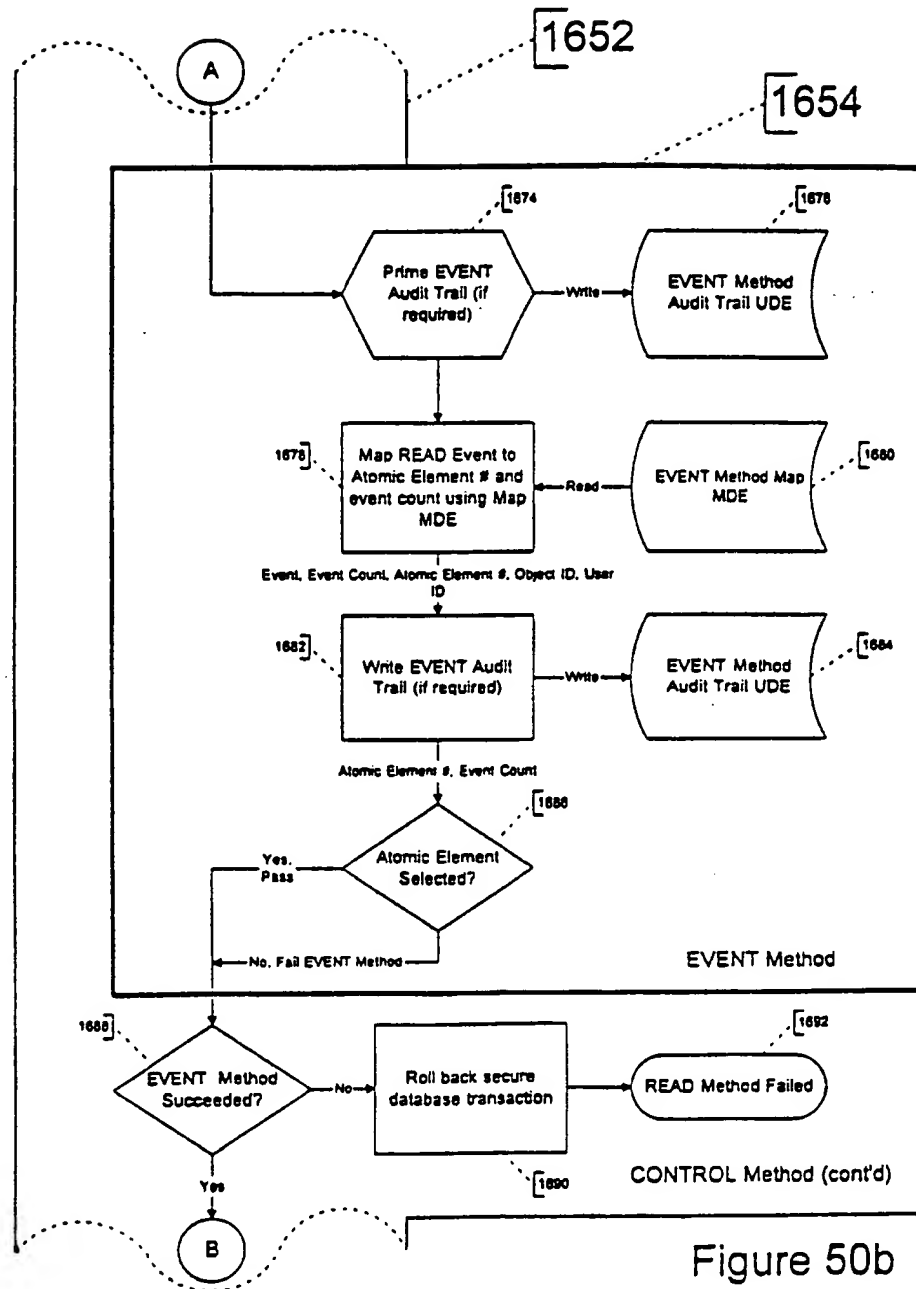 1652
A
1654
1674
1676
Prime EVENT
Audit Trail (if
required)
Write
EVENT Method
Audit Trail UDE
1678
Map READ Event to
Atomic Element # and
event count using Map
MDE
Read
EVENT Method Map
MDE
1680
Event, Event Count, Atomic Element #, Object ID, User
ID
1682
Write EVENT Audit
Trail (if required)
Write
EVENT Method
Audit Trail UDE
1684
Atomic Element #, Event Count
1686
Yes,
Pass
Atomic Element
Selected?
No, Fail EVENT Method
EVENT Method
1688
EVENT Method
Succeeded?
No
Roll back secure
database transaction
1692
READ Method Failed
1690
CONTROL Method (cont'd)
Yes
B
Figure 50b